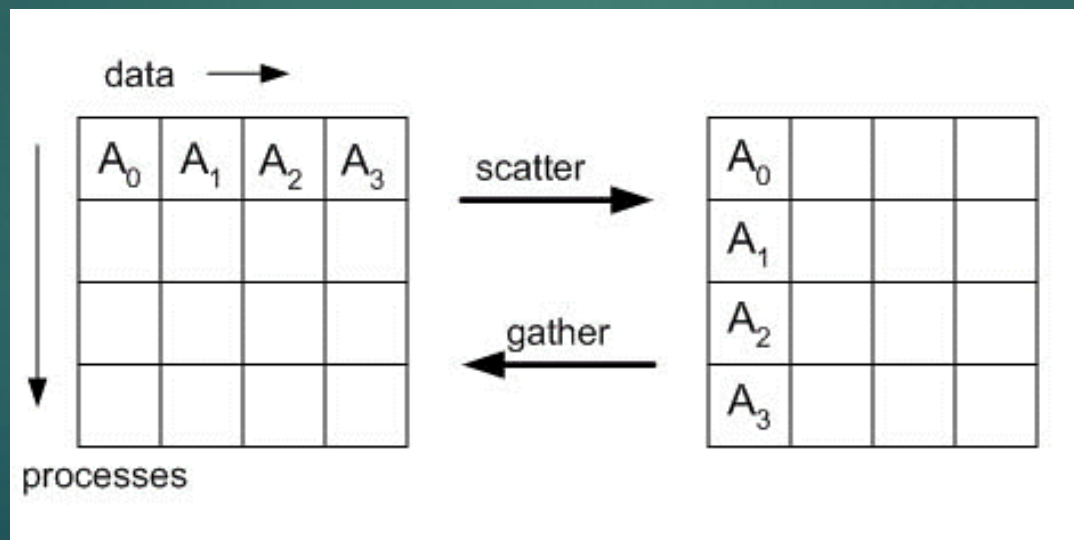 data
A0 A1 A2 A3
scatter
gather
processes
A0
A1
A2
A3